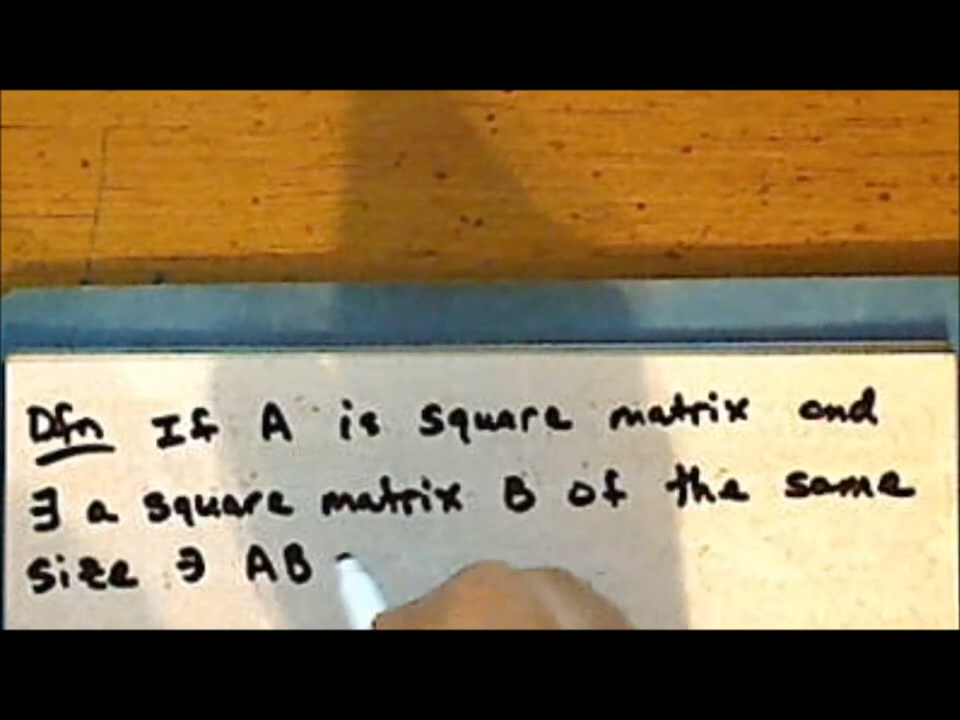 Dfn If A is square matrix and
∃ a square matrix B of the same
size ∋ AB